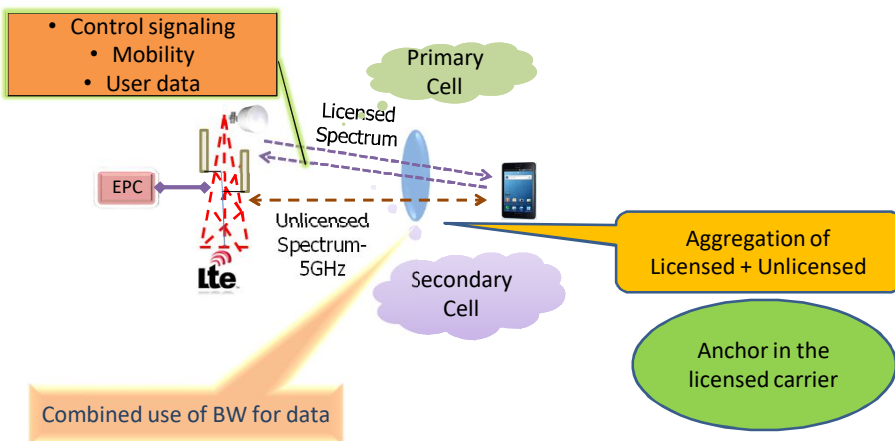 • Control signaling
• Mobility
• User data
Primary
Cell
Licensed
Spectrum
EPC
Unlicensed
Spectrum-
5GHz
Lte
Secondary
Cell
Aggregation of
Licensed + Unlicensed
Anchor in the
licensed carrier
Combined use of BW for data